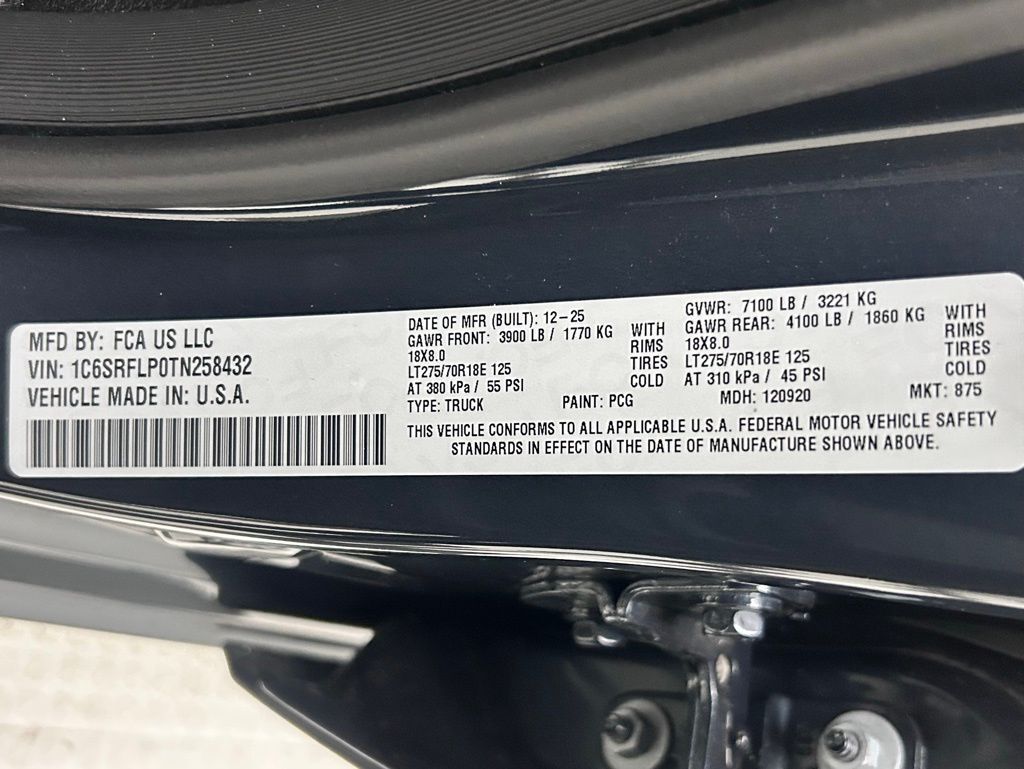 MFD BY: FCA US LLC
VIN: 1C6SRFLP0TN258432
VEHICLE MADE IN: U.S.A.
DATE OF MFR (BUILT): 12-25
GAWR FRONT: 3900 LB / 1770 KG WITH
18X8.0 RIMS
LT275/70R18E 125 TIRES
AT 380 kPa / 55 PSI COLD
GVWR: 7100 LB / 3221 KG
GAWR REAR: 4100 LB / 1860 KG WITH
18X8.0 RIMS
LT275/70R18E 125 TIRES
AT 310 kPa / 45 PSI COLD
TYPE: TRUCK PAINT: PCG MDH: 120920 MKT: 875
THIS VEHICLE CONFORMS TO ALL APPLICABLE U.S.A. FEDERAL MOTOR VEHICLE SAFETY
STANDARDS IN EFFECT ON THE DATE OF MANUFACTURE SHOWN ABOVE.